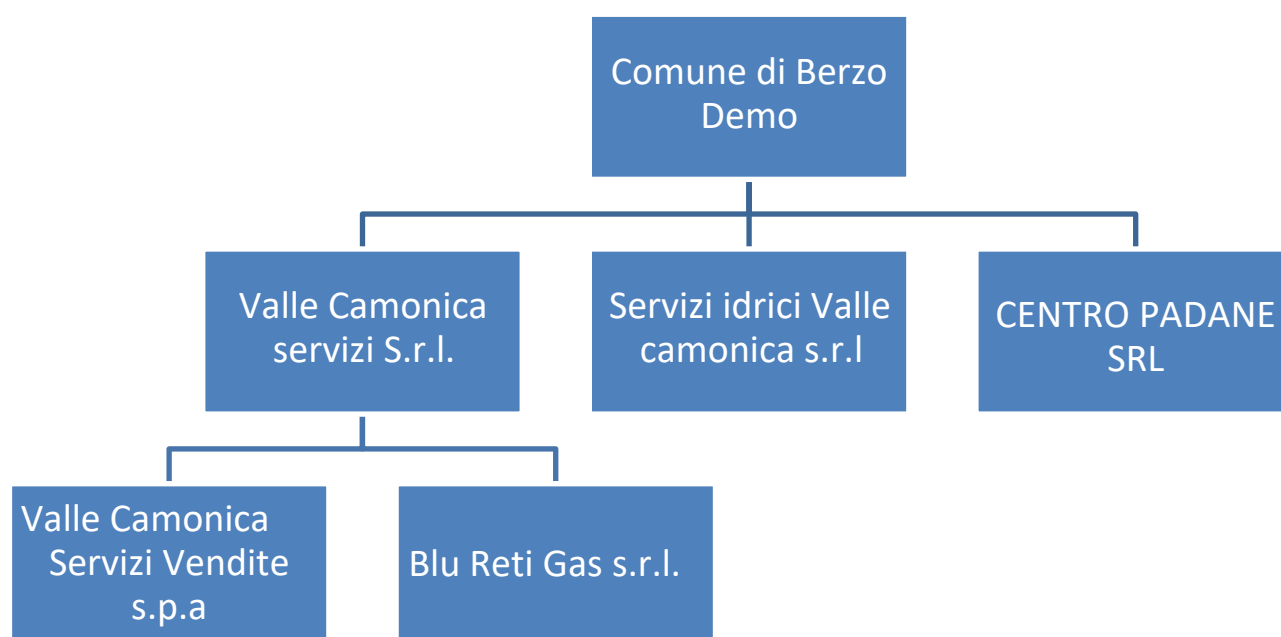 Comune di Berzo
Demo
Valle Camonica
servizi S.r.l.
Servizi idrici Valle
camonica s.r.l
CENTRO PADANE
SRL
Valle Camonica
Servizi Vendite
s.p.a
Blu Reti Gas s.r.l.